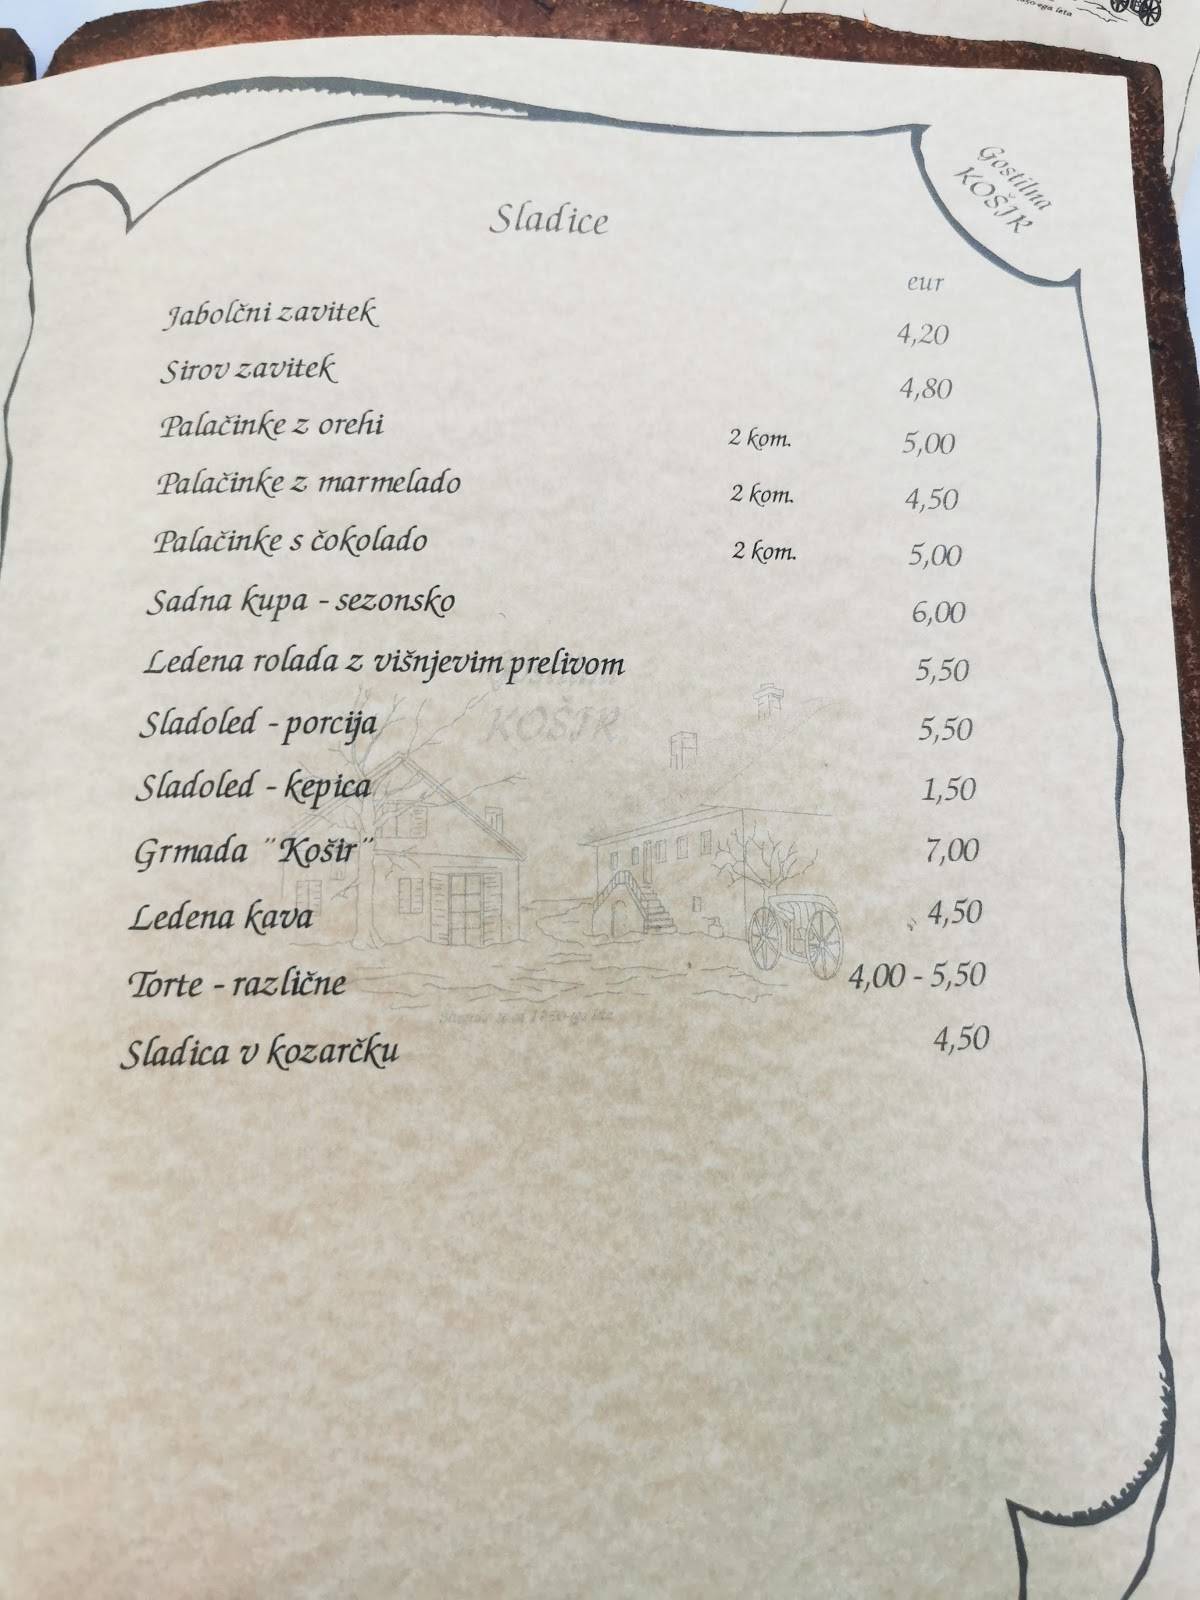 Gostilna
KOŠIR
Sladice
eur
Jabolčni zavitek 4,20
Sirov zavitek 4,80
Palačinke z orehi 2 kom. 5,00
Palačinke z marmelado 2 kom. 4,50
Palačinke s čokolado 2 kom. 5,00
Sadna kupa - sezonsko 6,00
Ledena rolada z višnjevim prelivom 5,50
Sladoled - porcija 5,50
KOŠIR
Sladoled - kepica 1,50
Grmada "Košir" 7,00
Ledena kava 4,50
Torte - različne 4,00 - 5,50
Sladica v kozarčku 4,50